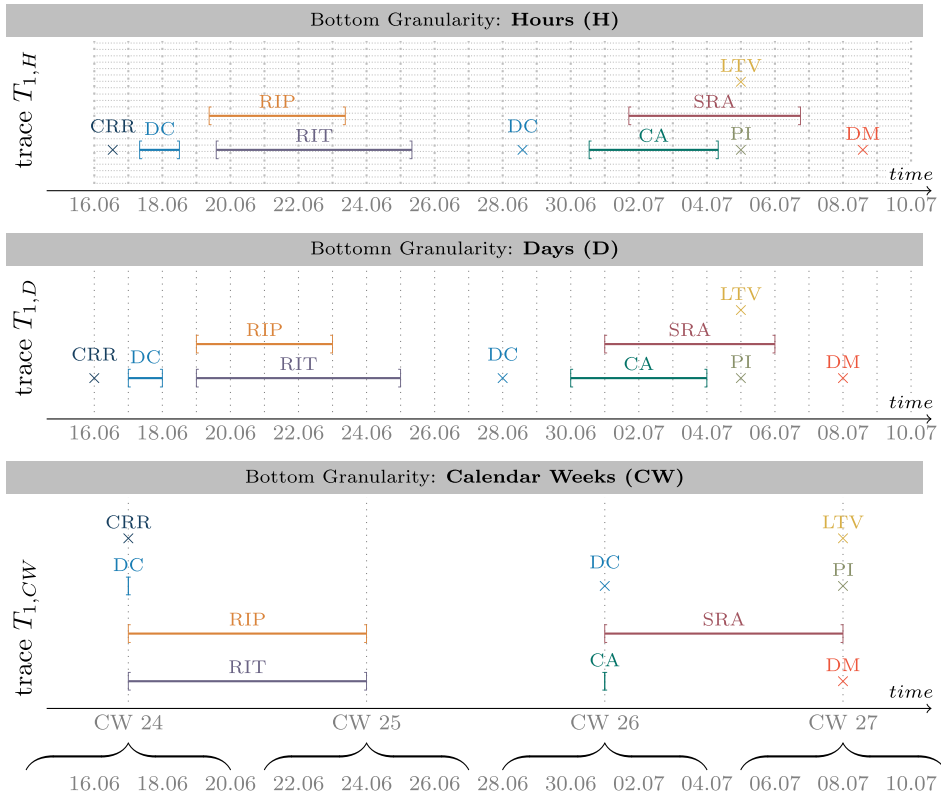 Bottom Granularity: Hours (H)
trace T1,H
LTV
RIP SRA
CRR DC RIT DC CA PI DM
time
16.06 18.06 20.06 22.06 24.06 26.06 28.06 30.06 02.07 04.07 06.07 08.07 10.07
Bottomn Granularity: Days (D)
trace T1,D
LTV
RIP SRA
CRR DC RIT DC CA PI DM
time
16.06 18.06 20.06 22.06 24.06 26.06 28.06 30.06 02.07 04.07 06.07 08.07 10.07
Bottom Granularity: Calendar Weeks (CW)
trace T1,CW
CRR LTV
DC DC PI
RIP SRA
RIT CA DM
time
CW 24 CW 25 CW 26 CW 27
16.06 18.06 20.06 22.06 24.06 26.06 28.06 30.06 02.07 04.07 06.07 08.07 10.07